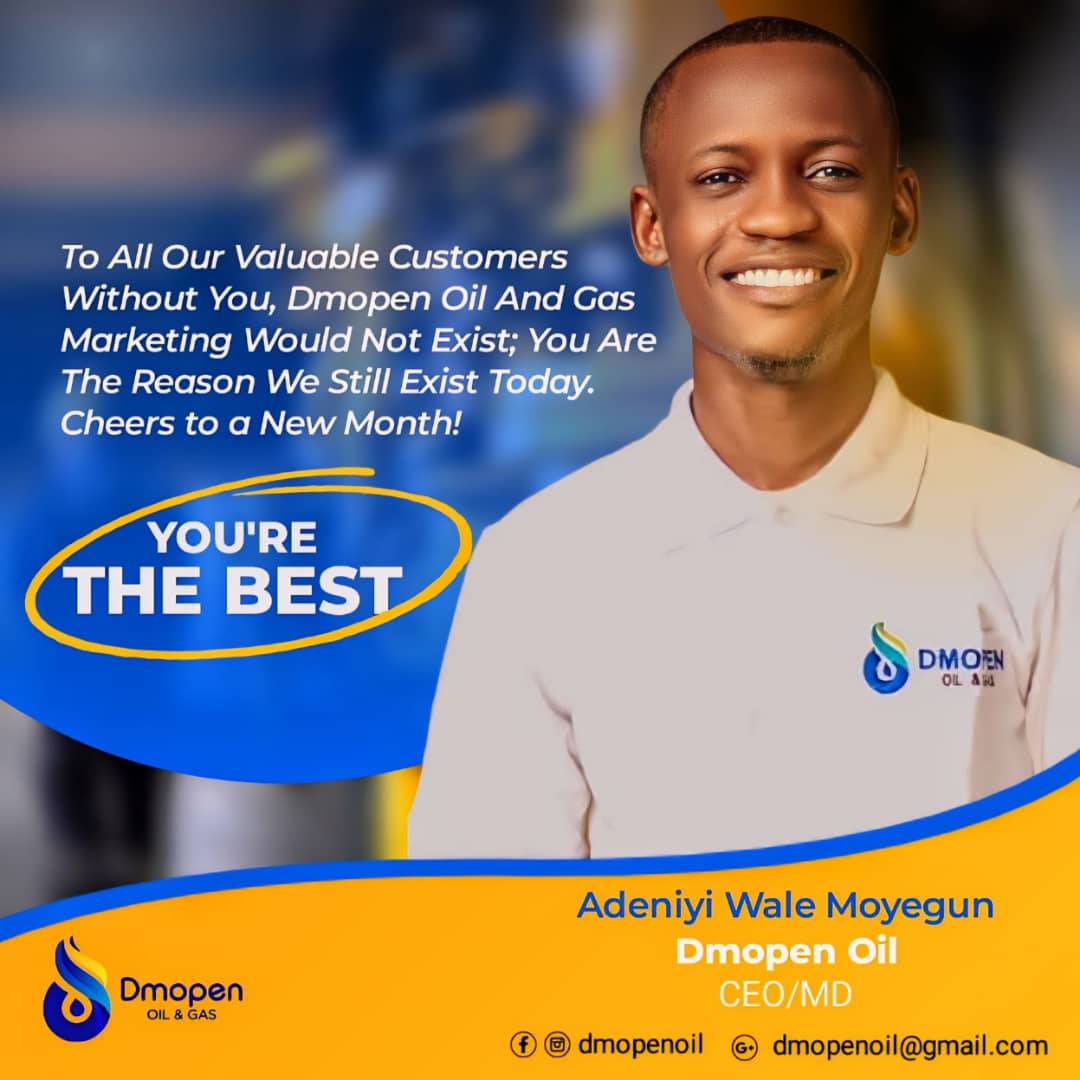 To All Our Valuable Customers
Without You, Dmopen Oil And Gas
Marketing Would Not Exist; You Are
The Reason We Still Exist Today.
Cheers to a New Month!
YOU'RE
THE BEST
DMOPEN
OIL & GAS
Adeniyi Wale Moyegun
Dmopen Oil
CEO/MD
Dmopen
OIL & GAS
dmopenoil
G+ dmopenoil@gmail.com